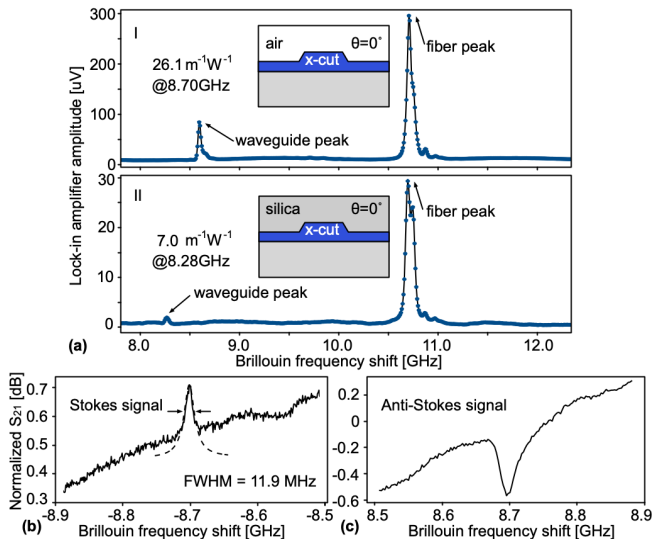 I
air θ=0°
x-cut
26.1 m⁻¹W⁻¹
@8.70GHz
waveguide peak
fiber peak
300
200
100
0
Lock-in amplifier amplitude [uV]
II
silica θ=0°
x-cut
7.0 m⁻¹W⁻¹
@8.28GHz
waveguide peak
fiber peak
30
20
10
0
(a)
8.0 9.0 10.0 11.0 12.0
Brillouin frequency shift [GHz]
Normalized S₂₁ [dB]
0.7
0.6
0.5
0.4
0.3
Stokes signal
FWHM = 11.9 MHz
(b)
-8.9 -8.8 -8.7 -8.6 -8.5
Brillouin frequency shift [GHz]
Anti-Stokes signal
0.2
0
-0.2
-0.4
-0.6
(c)
8.5 8.6 8.7 8.8 8.9
Brillouin frequency shift [GHz]